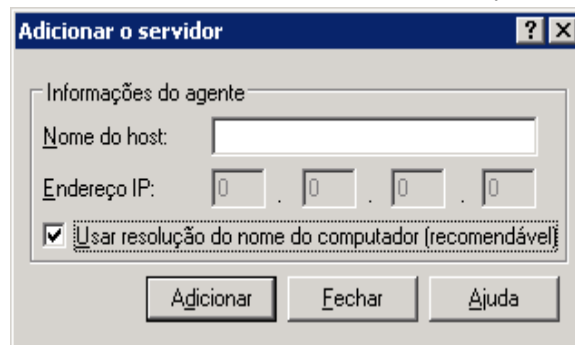 Adicionar o servidor
Informações do agente
Nome do host:
Endereço IP: 0 . 0 . 0 . 0
Usar resolução do nome do computador (recomendável)
Adicionar Fechar Ajuda